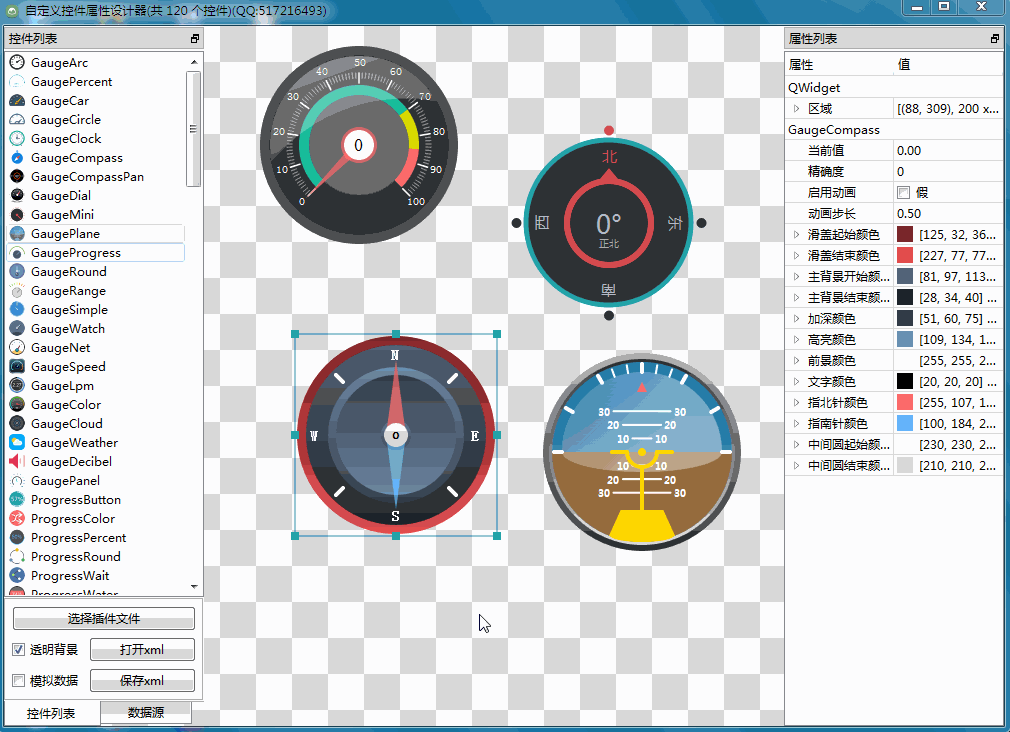 自定义控件属性设计器(共 120 个控件)(QQ:517216493)
控件列表
GaugeArc
GaugePercent
GaugeCar
GaugeCircle
GaugeClock
GaugeCompass
GaugeCompassPan
GaugeDial
GaugeMini
GaugePlane
GaugeProgress
GaugeRound
GaugeRange
GaugeSimple
GaugeWatch
GaugeNet
GaugeSpeed
GaugeLpm
GaugeColor
GaugeCloud
GaugeWeather
GaugeDecibel
GaugePanel
ProgressButton
ProgressColor
ProgressPercent
ProgressRound
ProgressWait
ProgressWater
选择插件文件
透明背景
打开xml
模拟数据
保存xml
控件列表
数据源
0
10
20
30
40
50
60
70
80
90
100
0
北
西
东
南
0°
正北
N
W
E
S
0
30 30
20 20
10 10
10 10
20 20
30 30
属性列表
属性 值
QWidget
区域 [(88, 309), 200 x...
GaugeCompass
当前值 0.00
精确度 0
启用动画 假
动画步长 0.50
滑盖起始颜色 [125, 32, 36...
滑盖结束颜色 [227, 77, 77...
主背景开始颜... [81, 97, 113...
主背景结束颜... [28, 34, 40] ...
加深颜色 [51, 60, 75] ...
高亮颜色 [109, 134, 1...
前景颜色 [255, 255, 2...
文字颜色 [20, 20, 20] ...
指北针颜色 [255, 107, 1...
指南针颜色 [100, 184, 2...
中间圆起始颜... [230, 230, 2...
中间圆结束颜... [210, 210, 2...